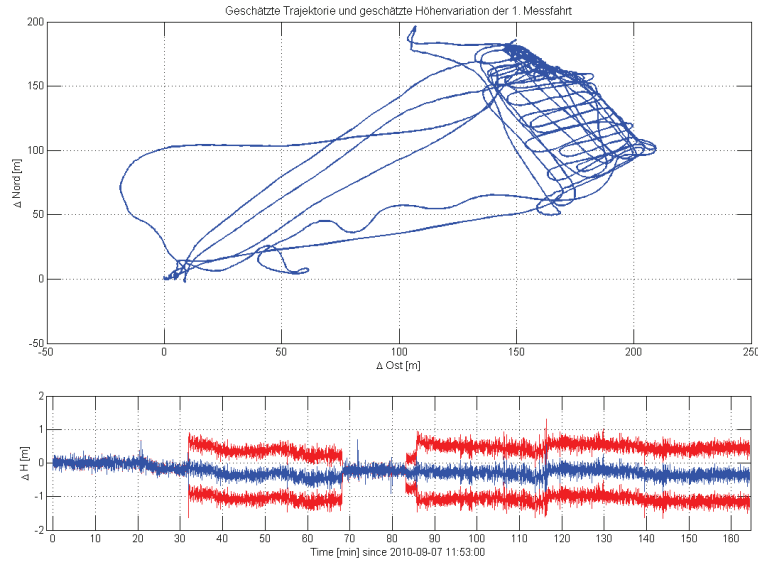 Geschätzte Trajektorie und geschätzte Höhenvariation der 1. Messfahrt
200
150
100
50
0
-50
Δ Nord [m]
-50 0 50 100 150 200 250
Δ Ost [m]
2
1
0
-1
-2
Δ H [m]
0 10 20 30 40 50 60 70 80 90 100 110 120 130 140 150 160
Time [min] since 2010-09-07 11:53:00